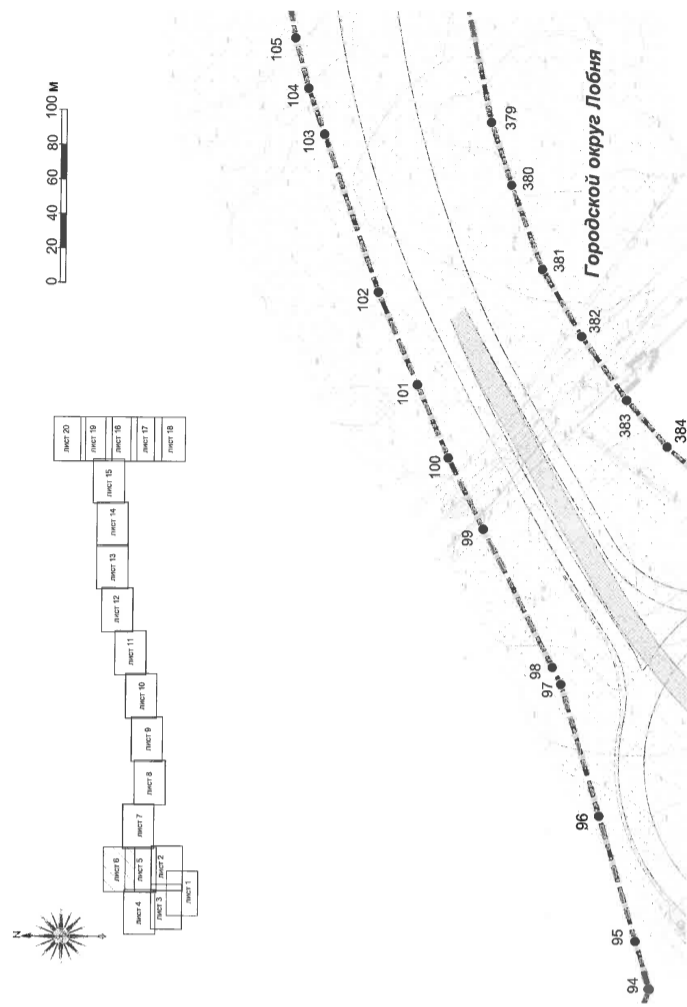 N
лист 1
лист 2
лист 3
лист 4
лист 5
лист 6
лист 7
лист 8
лист 9
лист 10
лист 11
лист 12
лист 13
лист 14
лист 15
лист 16
лист 17
лист 18
лист 19
лист 20
0 20 40 60 80 100 М
94
95
96
97
98
99
100
101
102
103
104
105
379
380
381
382
383
384
Городской округ Лобня